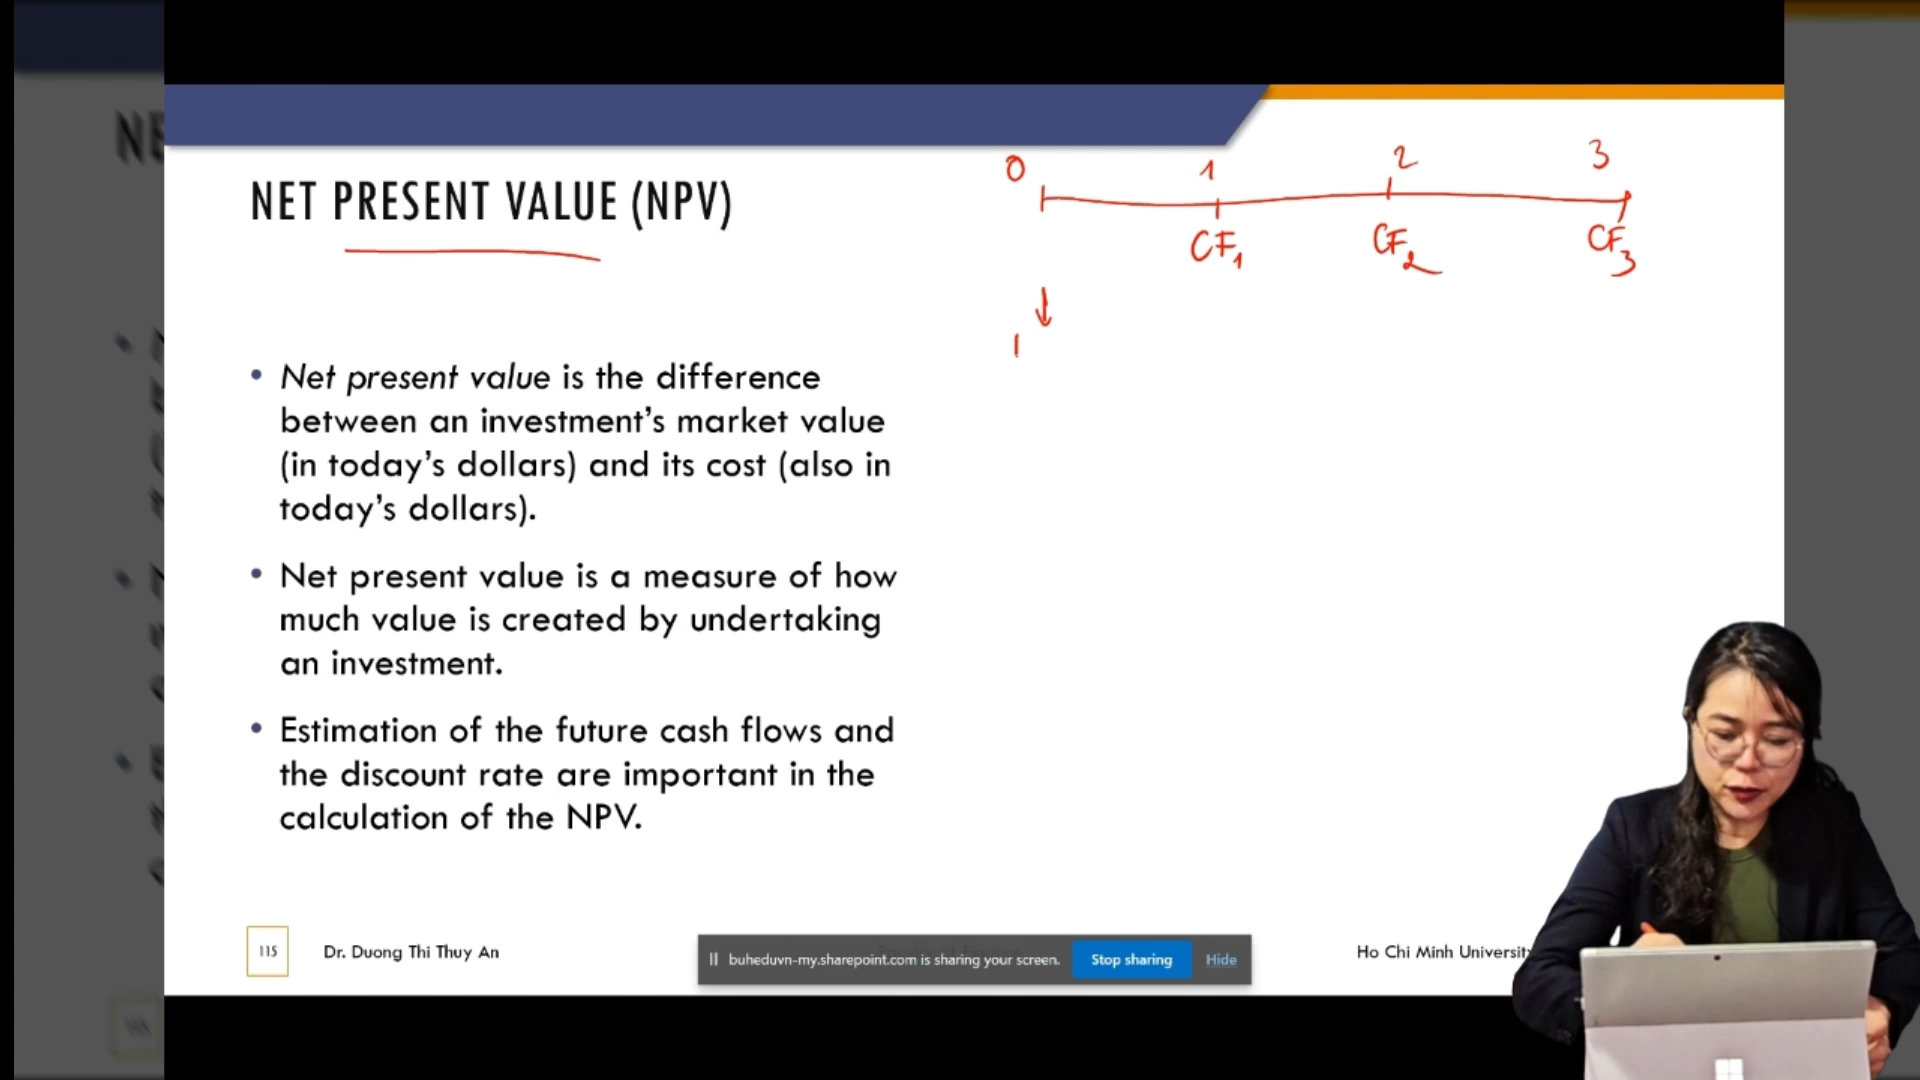 NET PRESENT VALUE (NPV)
0 1 2 3
CF1 CF2 CF3
• Net present value is the difference
between an investment’s market value
(in today’s dollars) and its cost (also in
today’s dollars).
• Net present value is a measure of how
much value is created by undertaking
an investment.
• Estimation of the future cash flows and
the discount rate are important in the
calculation of the NPV.
115 Dr. Duong Thi Thuy An
buheduvn-my.sharepoint.com is sharing your screen. Stop sharing Hide
Ho Chi Minh